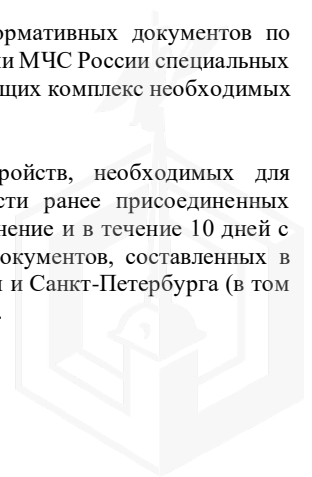 ормативных документов по
и МЧС России специальных
ющих комплекс необходимых
ройств, необходимых для
сти ранее присоединенных
нение и в течение 10 дней с
окументов, составленных в
и и Санкт-Петербурга (в том
.